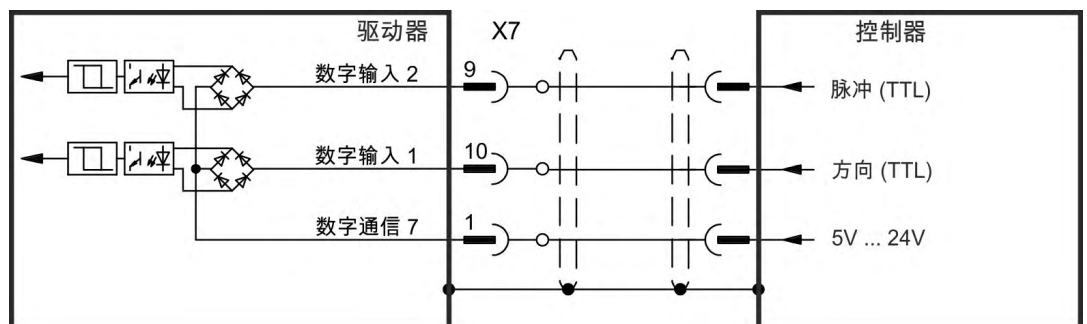 驱动器 X7 控制器
数字输入 2 9 脉冲 (TTL)
数字输入 1 10 方向 (TTL)
数字通信 7 1 5V ... 24V